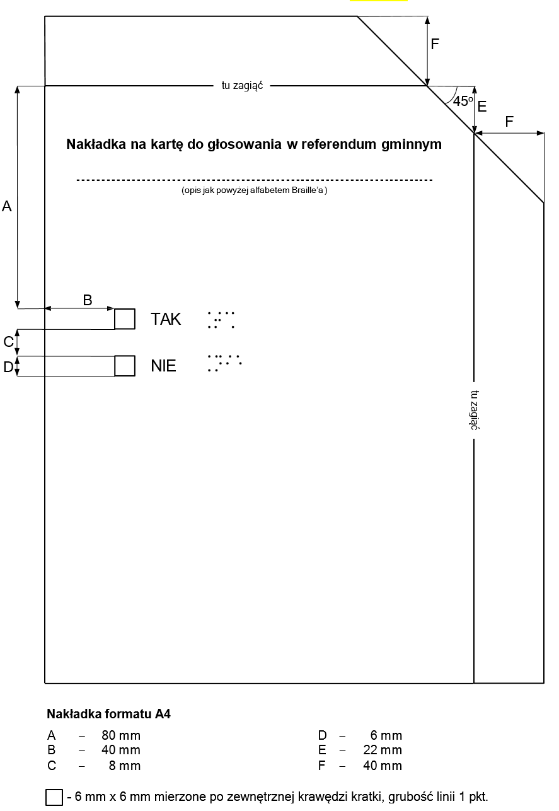 F
tu zagiąć
45º
E
F
Nakładka na kartę do głosowania w referendum gminnym
(opis jak powyżej alfabetem Braille'a)
A
B
TAK
C
NIE
D
tu zagiąć
Nakładka formatu A4
A – 80 mm D – 6 mm
B – 40 mm E – 22 mm
C – 8 mm F – 40 mm
- 6 mm x 6 mm mierzone po zewnętrznej krawędzi kratki, grubość linii 1 pkt.